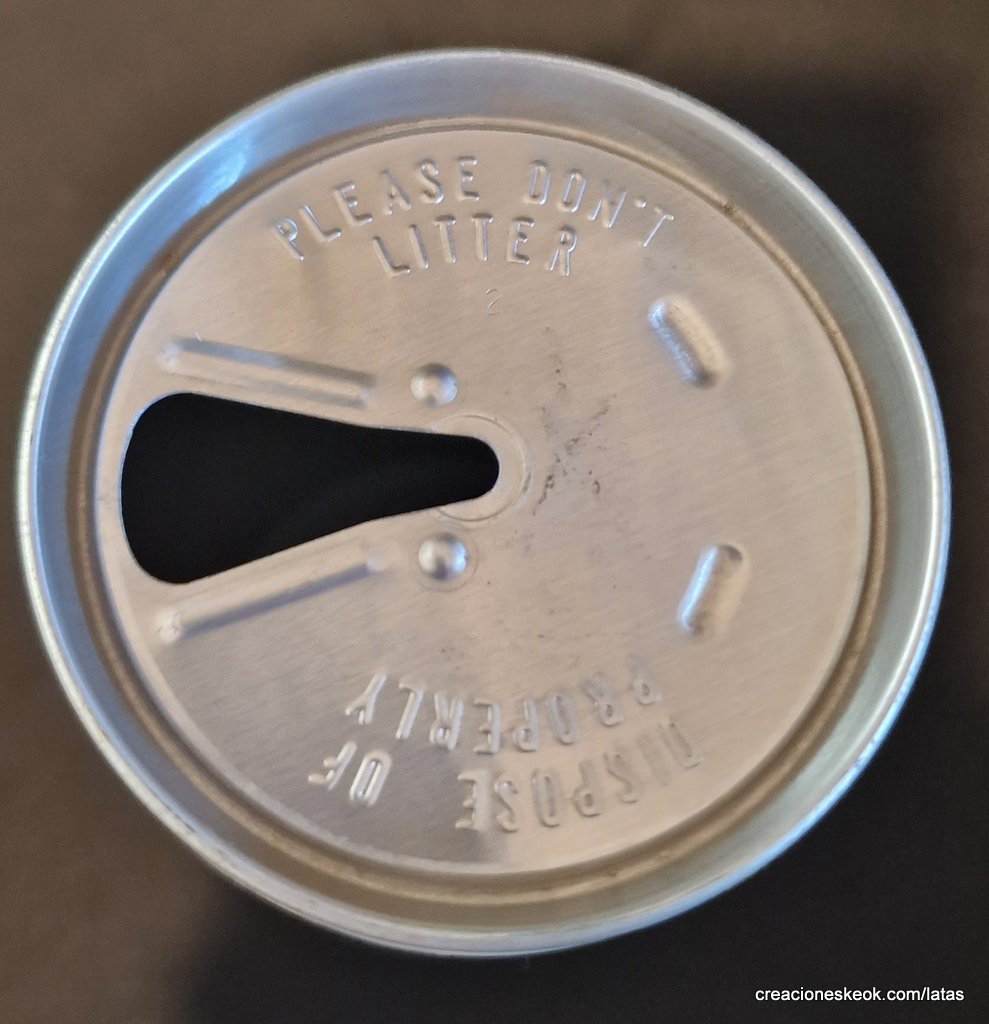 PLEASE DON'T
LITTER
2
DISPOSE OF
PROPERLY
creacioneskeok.com/latas